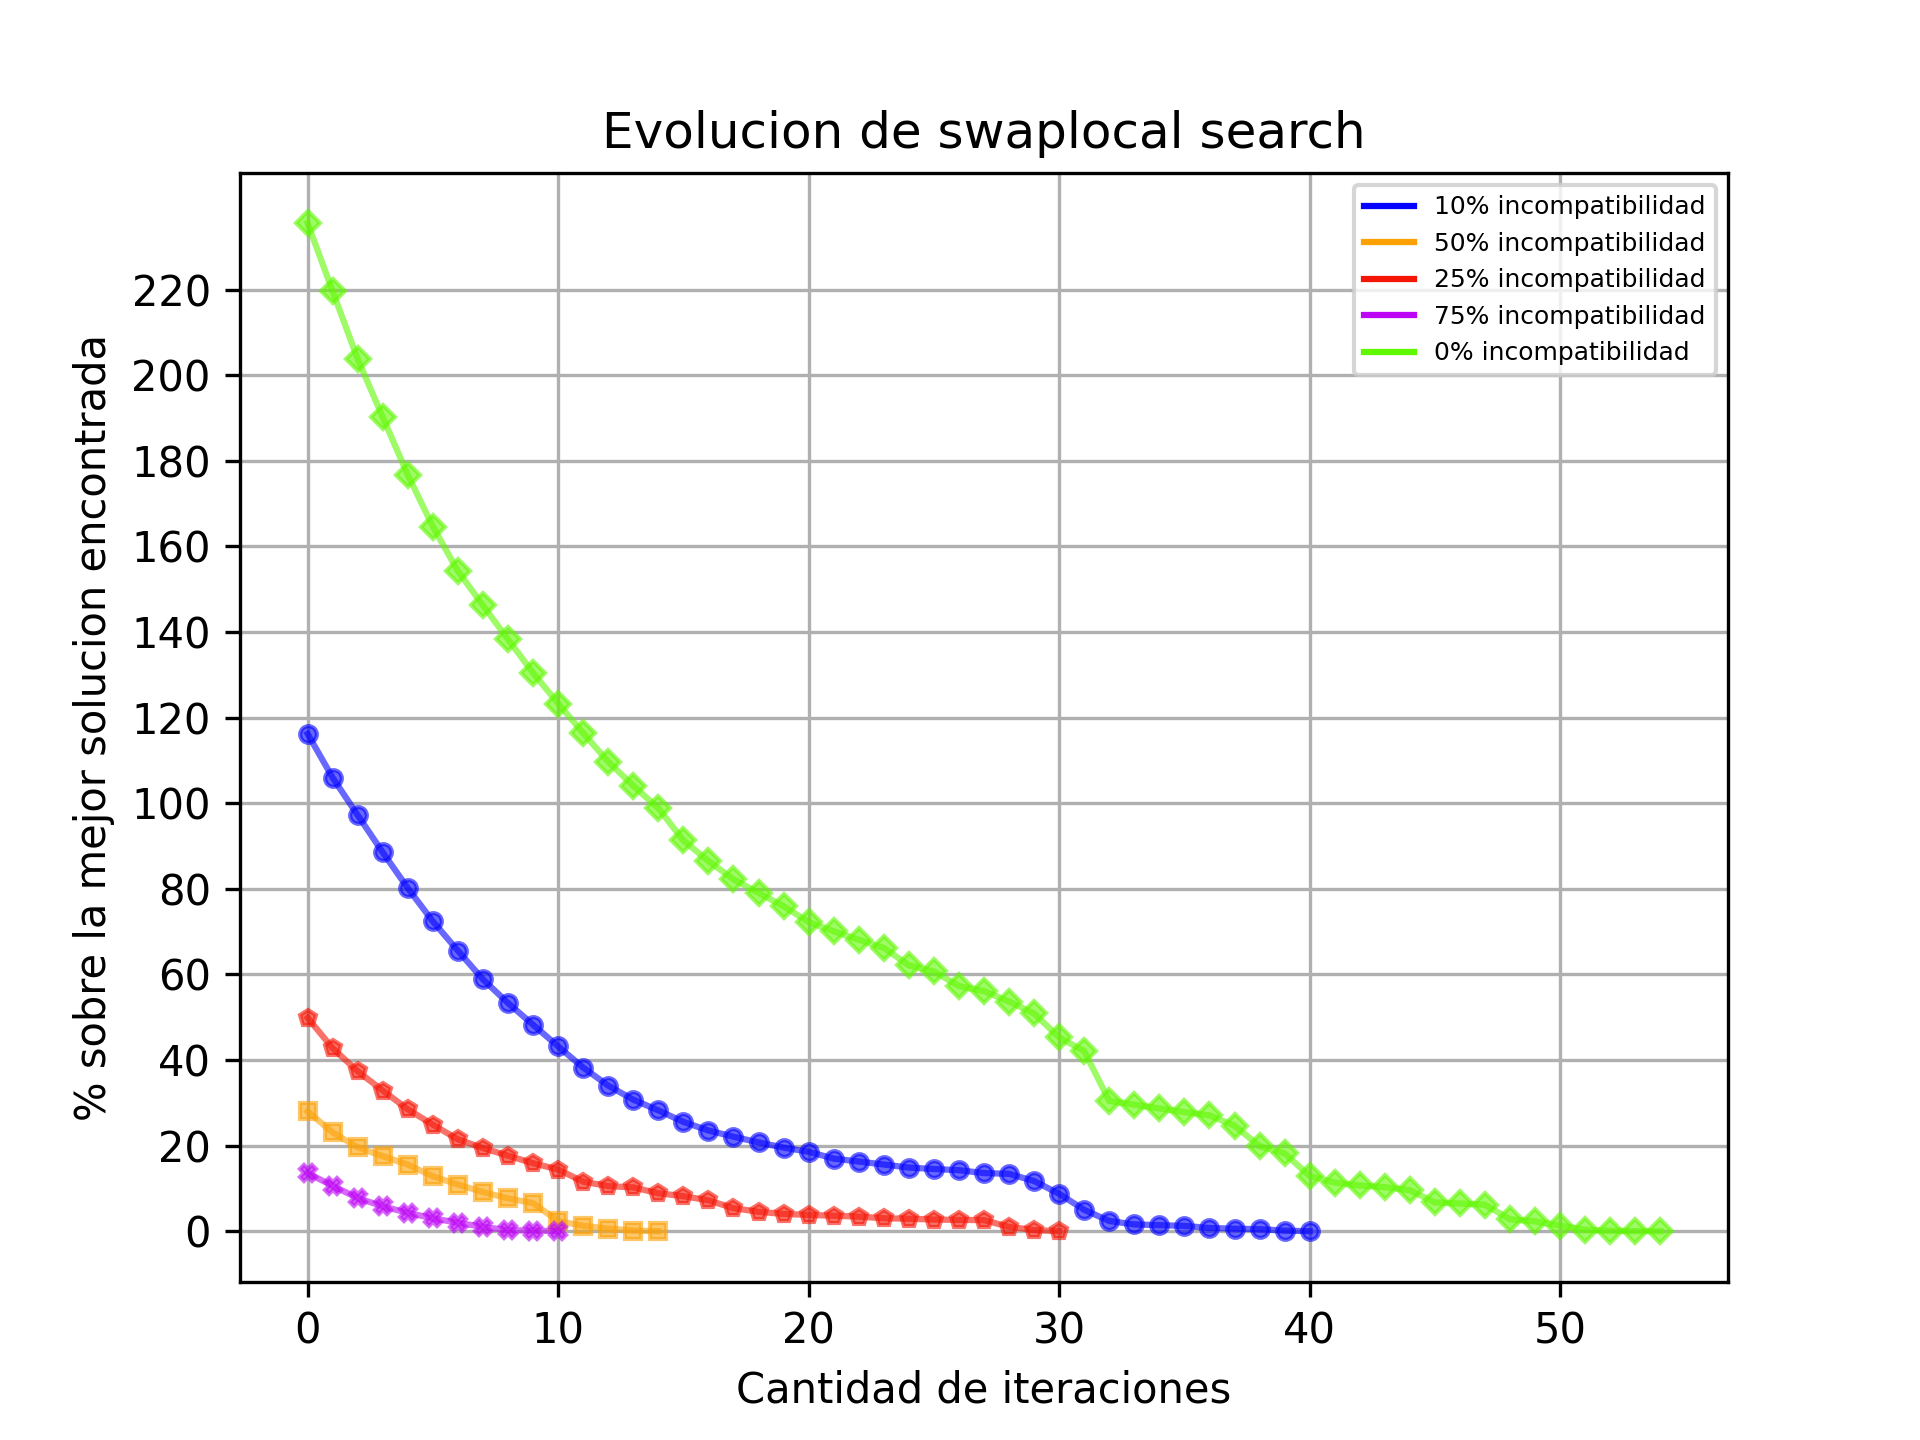 Evolucion de swaplocal search
10% incompatibilidad
50% incompatibilidad
25% incompatibilidad
75% incompatibilidad
0% incompatibilidad
% sobre la mejor solucion encontrada
220
200
180
160
140
120
100
80
60
40
20
0
0 10 20 30 40 50
Cantidad de iteraciones